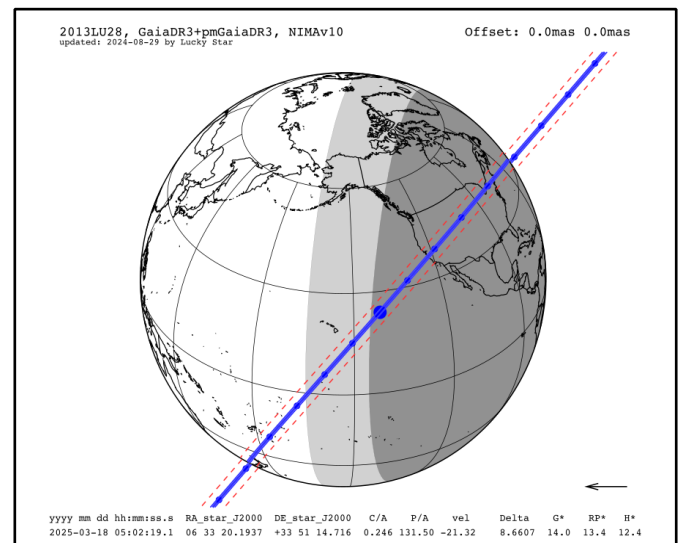 2013LU28, GaiaDR3+pmGaiaDR3, NIMAv10 Offset: 0.0mas 0.0mas
updated: 2024-08-29 by Lucky Star
yyyy mm dd hh:mm:ss.s RA_star_J2000 DE_star_J2000 C/A P/A vel Delta G* RP* H*
2025-03-18 05:02:19.1 06 33 20.1937 +33 51 14.716 0.246 131.50 -21.32 8.6607 14.0 13.4 12.4